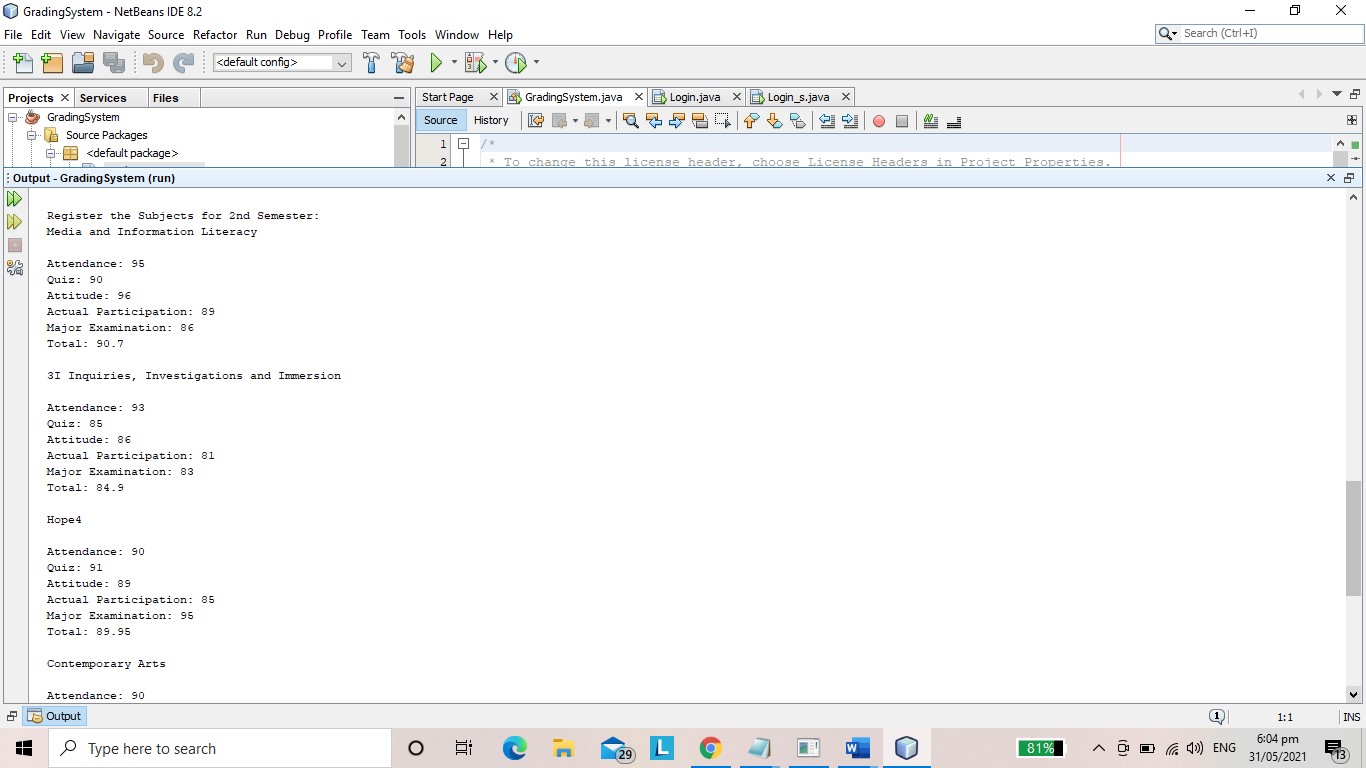 GradingSystem - NetBeans IDE 8.2
File Edit View Navigate Source Refactor Run Debug Profile Team Tools Window Help
Search (Ctrl+I)
<default config>
Projects Services Files
Start Page GradingSystem.java Login.java Login_s.java
GradingSystem
Source Packages
<default package>
Source History
1 /*
2 * To change this license header, choose License Headers in Project Properties.
Output - GradingSystem (run)
Register the Subjects for 2nd Semester:
Media and Information Literacy
Attendance: 95
Quiz: 90
Attitude: 96
Actual Participation: 89
Major Examination: 86
Total: 90.7
3I Inquiries, Investigations and Immersion
Attendance: 93
Quiz: 85
Attitude: 86
Actual Participation: 81
Major Examination: 83
Total: 84.9
Hope4
Attendance: 90
Quiz: 91
Attitude: 89
Actual Participation: 85
Major Examination: 95
Total: 89.95
Contemporary Arts
Attendance: 90
Output
1 1:1 INS
Type here to search
29
L
81%
ENG
6:04 pm
31/05/2021
13